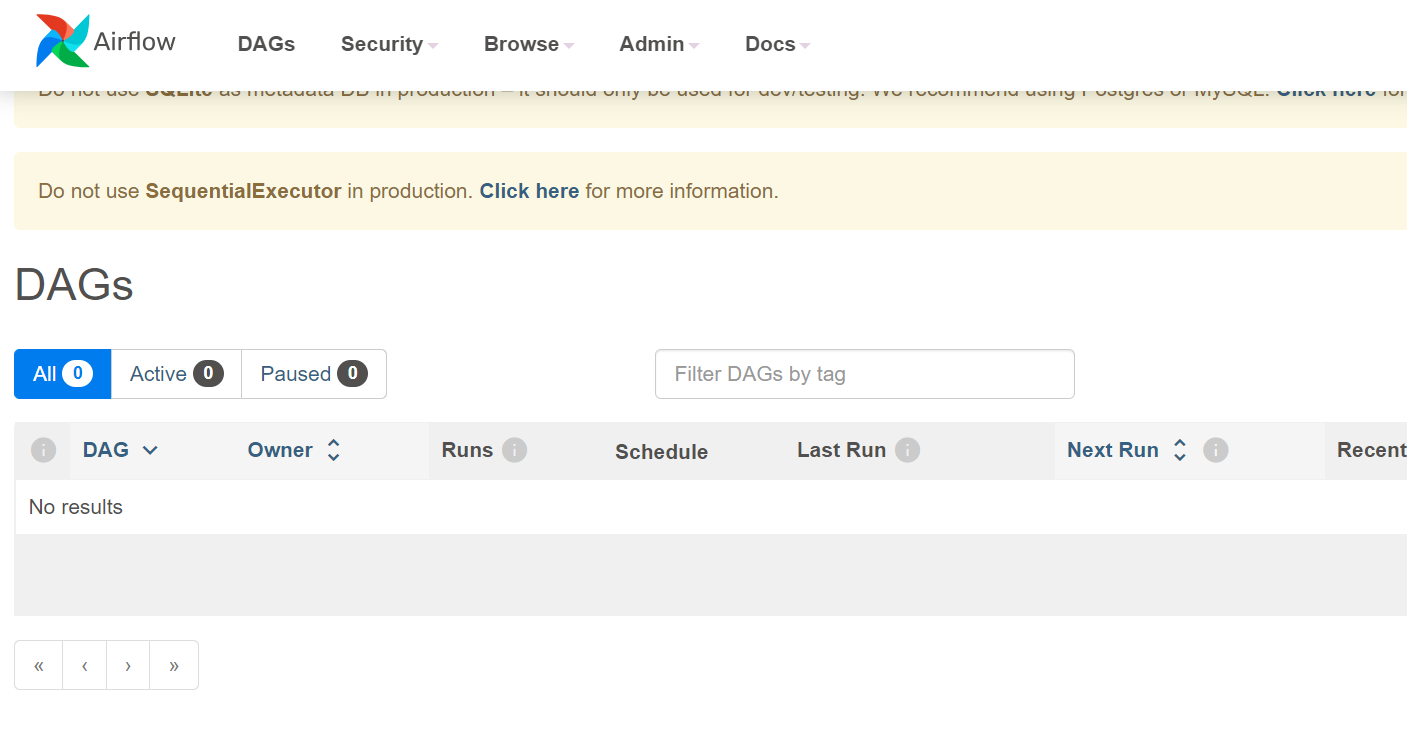 Airflow DAGs Security Browse Admin Docs
Do not use SQLite as metadata DB in production – it should only be used for dev/testing. We recommend using Postgres or MySQL. Click here for
Do not use SequentialExecutor in production. Click here for more information.
DAGs
All 0 Active 0 Paused 0 Filter DAGs by tag
i DAG Owner Runs i Schedule Last Run i Next Run i Recent
No results
« ‹ › »